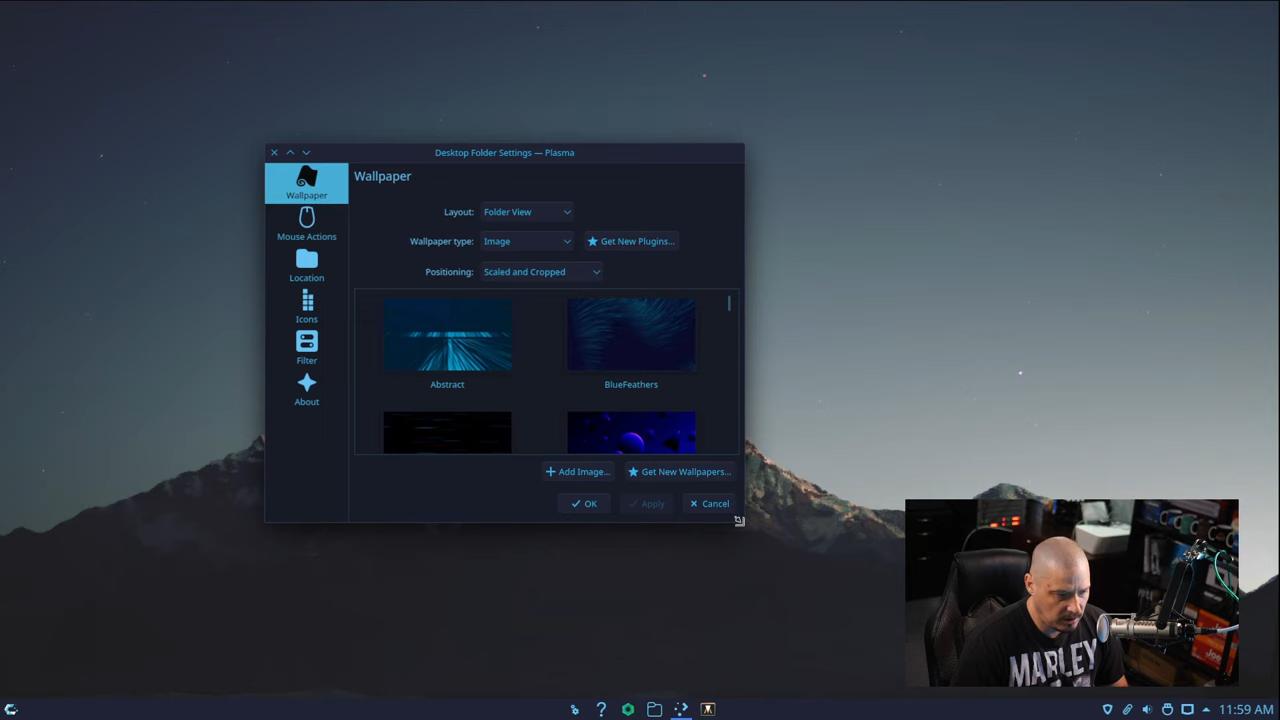 Desktop Folder Settings — Plasma
Wallpaper
Wallpaper
Mouse Actions
Location
Icons
Filter
About
Layout:
Folder View
Wallpaper type:
Image
Get New Plugins...
Positioning:
Scaled and Cropped
Abstract
BlueFeathers
Add Image...
Get New Wallpapers...
OK
Apply
Cancel
MARLEY
11:59 AM